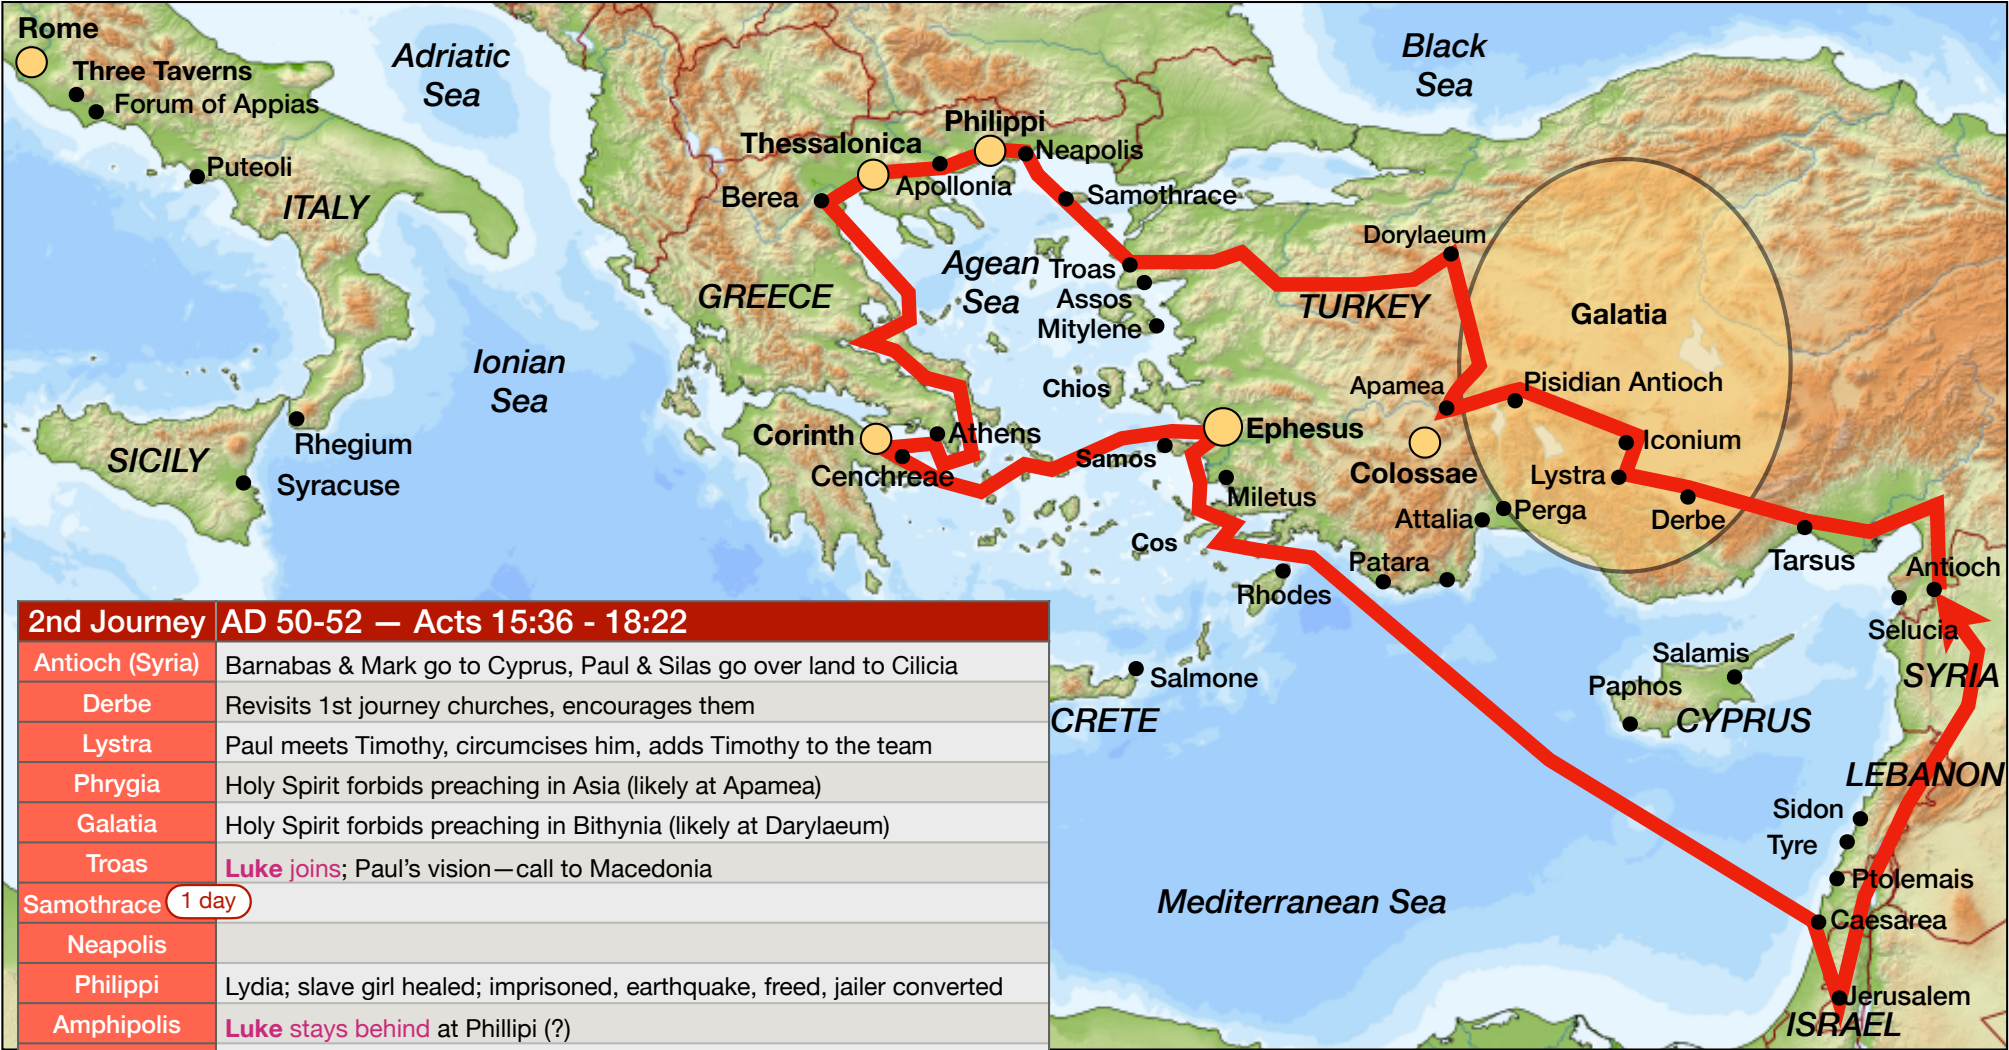 Rome
Three Taverns
Forum of Appias
Puteoli
ITALY
Adriatic
Sea
Black
Sea
Philippi
Thessalonica
Neapolis
Apollonia
Berea
Samothrace
Dorylaeum
Agean
Sea
Troas
Assos
Mitylene
GREECE
TURKEY
Galatia
Ionian
Sea
Chios
Apamea
Pisidian Antioch
Corinth
Athens
Cenchreae
Ephesus
Samos
Colossae
Iconium
Lystra
Derbe
Rhegium
SICILY
Syracuse
Miletus
Attalia
Perga
Cos
Patara
Rhodes
Tarsus
Antioch
Selucia
SYRIA
Salamis
Paphos
CYPRUS
Salmone
CRETE
LEBANON
Sidon
Tyre
Ptolemais
Caesarea
Mediterranean Sea
Jerusalem
ISRAEL
2nd Journey AD 50-52 — Acts 15:36 - 18:22
Antioch (Syria) Barnabas & Mark go to Cyprus, Paul & Silas go over land to Cilicia
Derbe Revisits 1st journey churches, encourages them
Lystra Paul meets Timothy, circumcises him, adds Timothy to the team
Phrygia Holy Spirit forbids preaching in Asia (likely at Apamea)
Galatia Holy Spirit forbids preaching in Bithynia (likely at Darylaeum)
Troas Luke joins; Paul's vision—call to Macedonia
Samothrace 1 day
Neapolis
Philippi Lydia; slave girl healed; imprisoned, earthquake, freed, jailer converted
Amphipolis Luke stays behind at Phillipi (?)